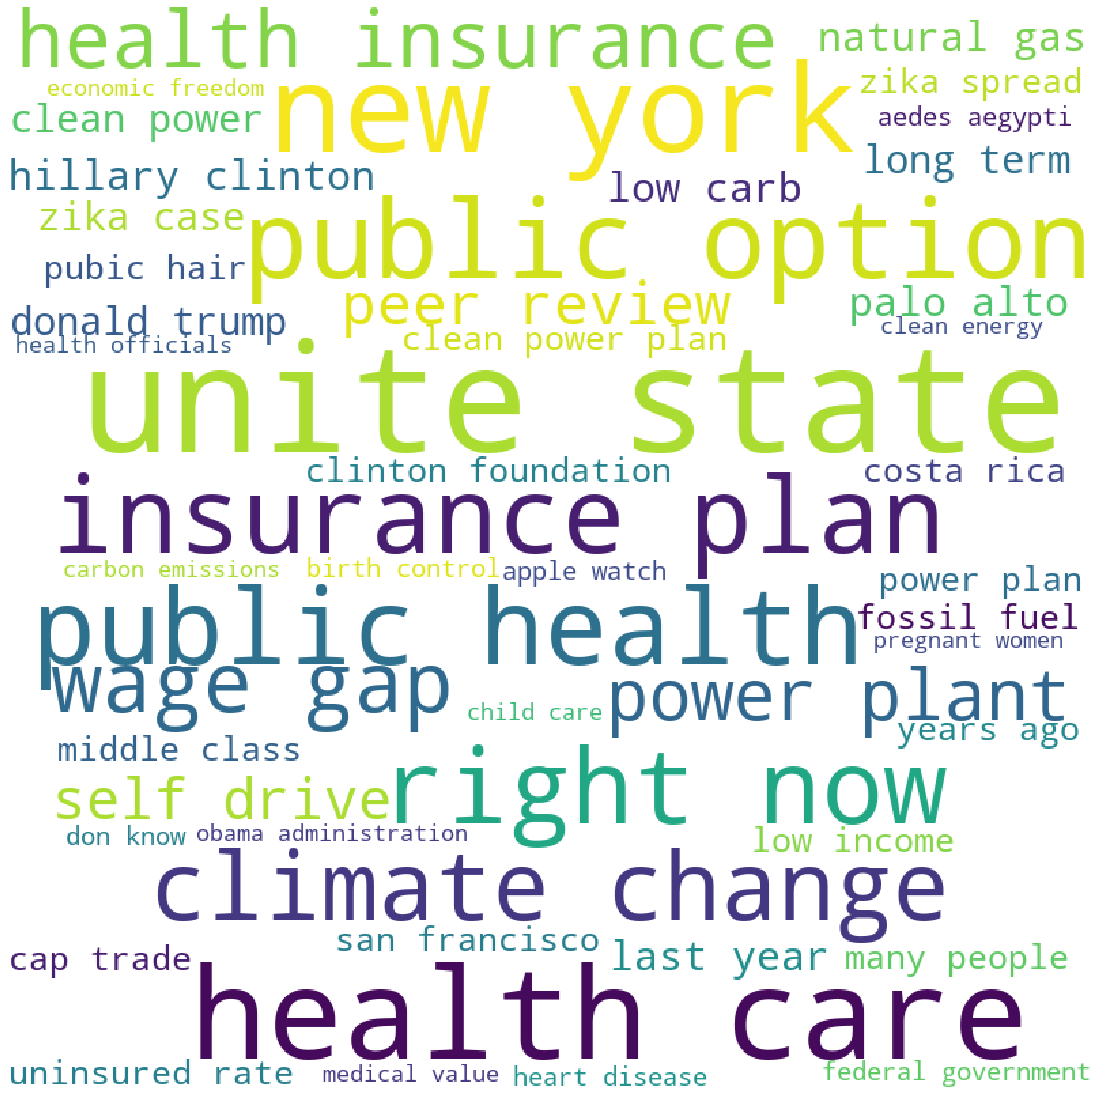 health insurance
natural gas
economic freedom
new york
zika spread
clean power
aedes aegypti
hillary clinton
low carb
long term
zika case
public option
pubic hair
peer review
palo alto
donald trump
clean power plan
clean energy
health officials
unite state
clinton foundation
costa rica
insurance plan
carbon emissions
birth control
apple watch
power plan
public health
fossil fuel
pregnant women
wage gap
power plant
child care
years ago
middle class
right now
self drive
don know
obama administration
low income
climate change
san francisco
cap trade
last year
many people
health care
uninsured rate
medical value
heart disease
federal government